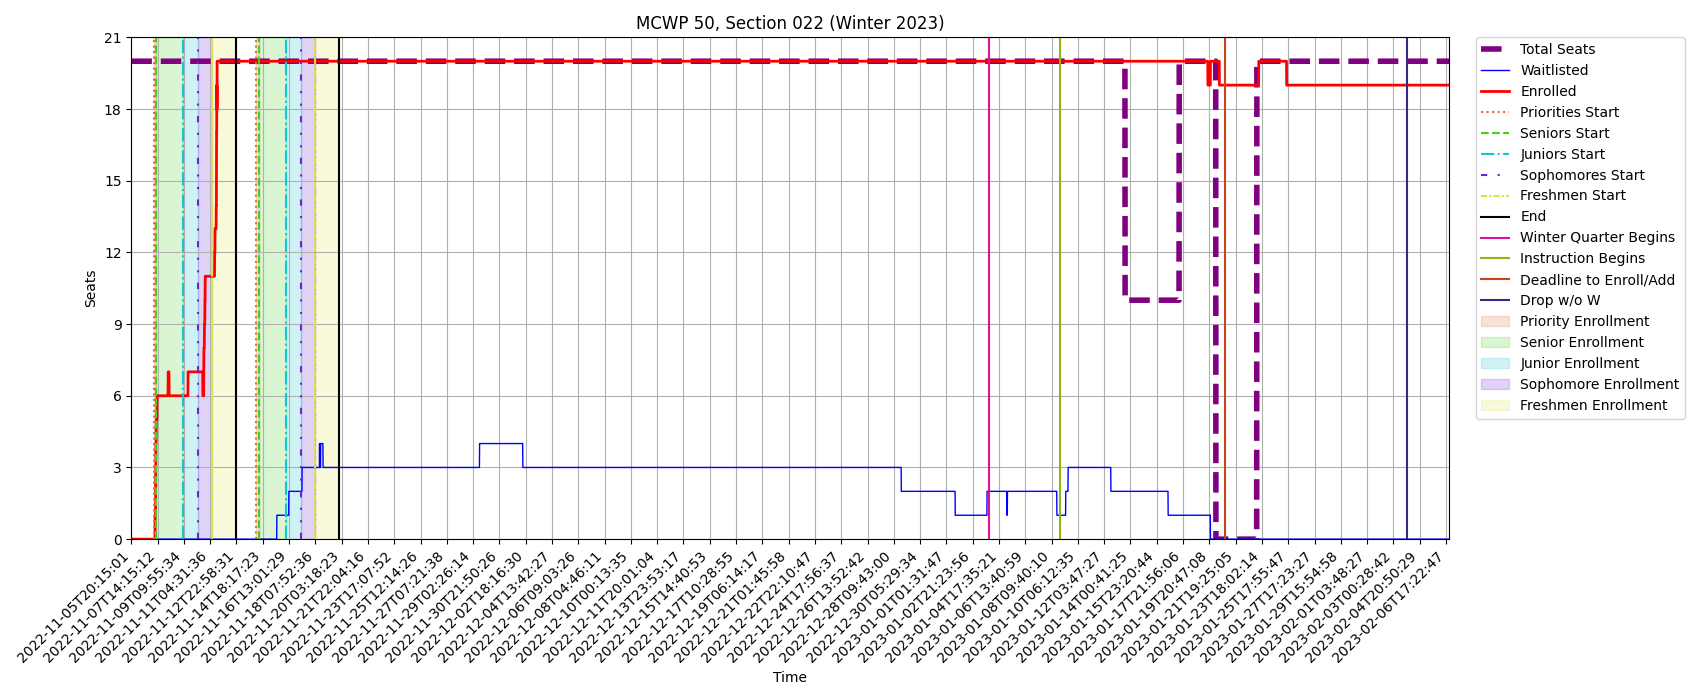 MCWP 50, Section 022 (Winter 2023)
21
18
15
12
9
6
3
0
Seats
2022-11-05T20:15:01
2022-11-07T14:15:12
2022-11-09T09:55:34
2022-11-11T04:31:36
2022-11-12T22:58:31
2022-11-14T18:17:23
2022-11-16T13:01:29
2022-11-18T07:52:36
2022-11-20T03:18:23
2022-11-21T22:04:16
2022-11-23T17:07:52
2022-11-25T12:14:26
2022-11-27T07:21:38
2022-11-29T02:26:14
2022-11-30T21:50:26
2022-12-02T18:16:30
2022-12-04T13:42:27
2022-12-06T09:03:26
2022-12-08T04:46:11
2022-12-10T00:13:35
2022-12-11T20:01:04
2022-12-13T23:53:17
2022-12-15T14:40:53
2022-12-17T10:28:55
2022-12-19T06:14:17
2022-12-21T01:45:58
2022-12-22T22:10:47
2022-12-24T17:56:37
2022-12-26T13:52:42
2022-12-28T09:43:00
2022-12-30T05:29:34
2023-01-01T01:31:47
2023-01-02T21:23:56
2023-01-04T17:35:21
2023-01-06T13:40:59
2023-01-08T09:40:10
2023-01-10T06:12:35
2023-01-12T03:47:27
2023-01-14T00:41:25
2023-01-15T23:20:44
2023-01-17T21:56:06
2023-01-19T20:47:08
2023-01-21T19:25:05
2023-01-23T18:02:14
2023-01-25T17:55:47
2023-01-27T17:23:27
2023-01-29T15:54:58
2023-02-01T03:48:27
2023-02-03T00:28:42
2023-02-04T20:50:29
2023-02-06T17:22:47
Time
Total Seats
Waitlisted
Enrolled
Priorities Start
Seniors Start
Juniors Start
Sophomores Start
Freshmen Start
End
Winter Quarter Begins
Instruction Begins
Deadline to Enroll/Add
Drop w/o W
Priority Enrollment
Senior Enrollment
Junior Enrollment
Sophomore Enrollment
Freshmen Enrollment